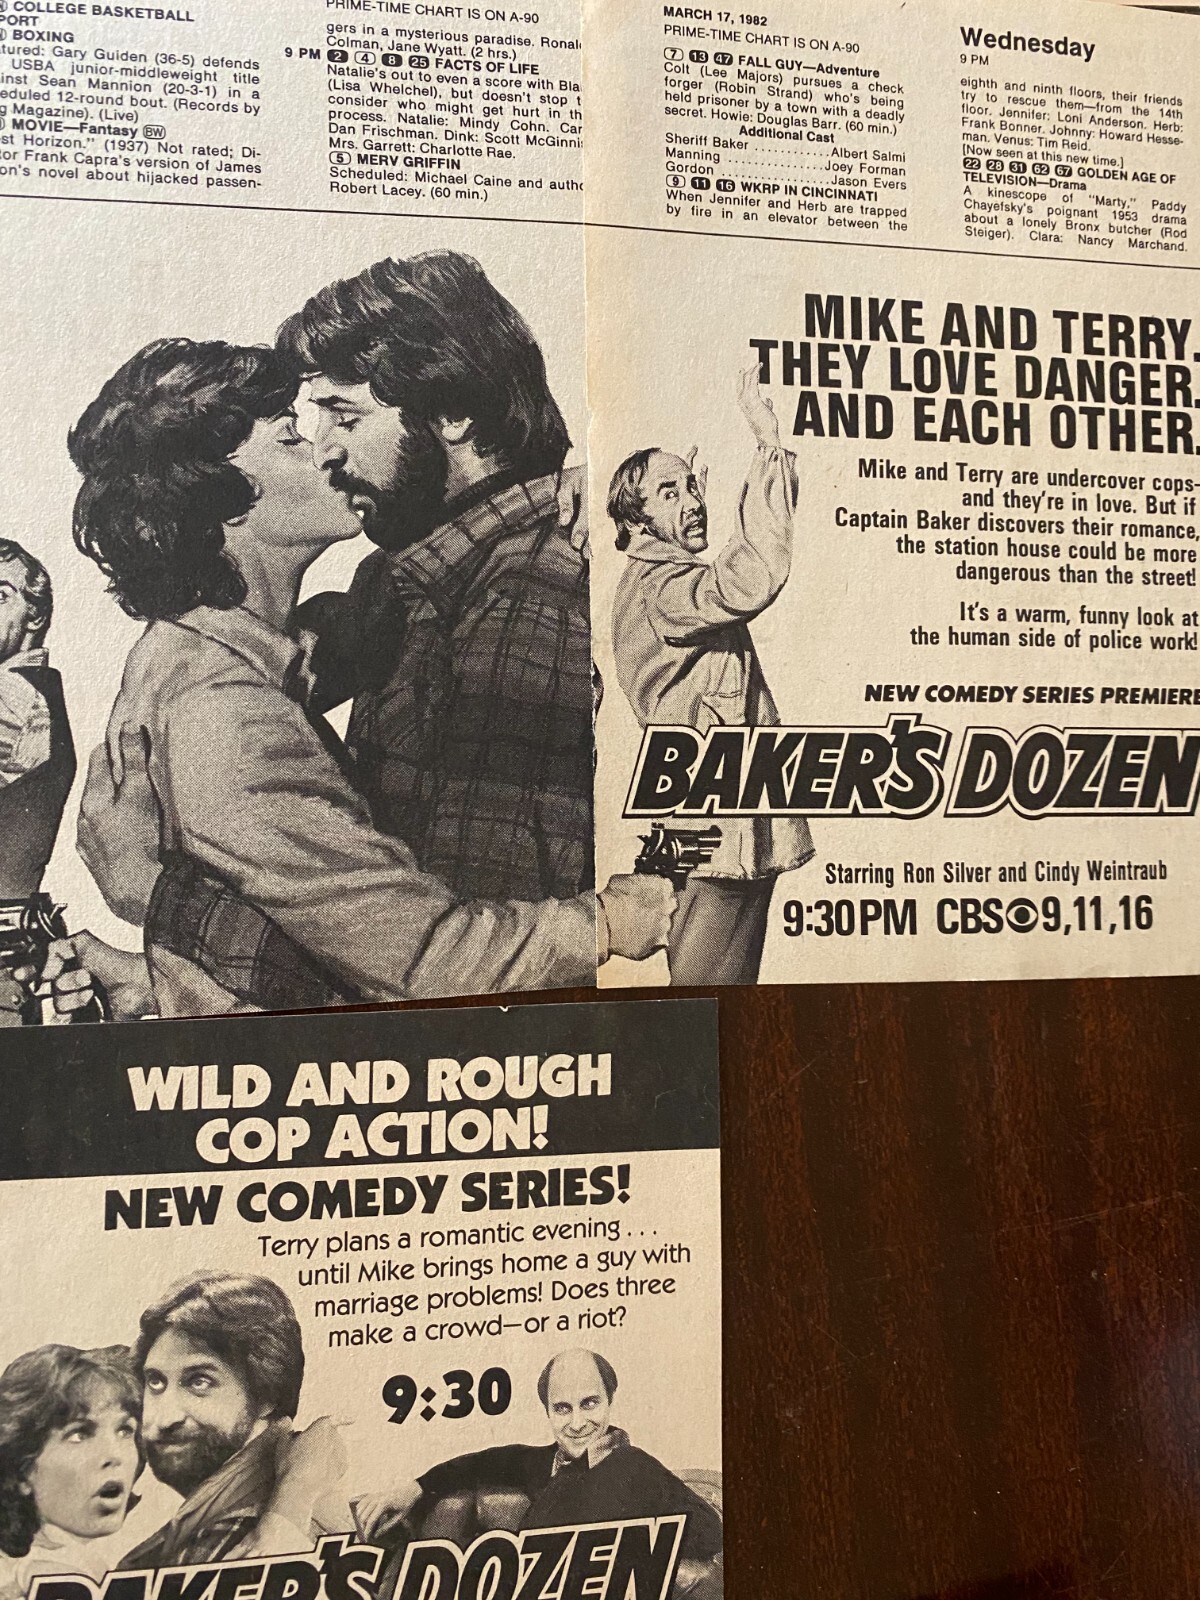 COLLEGE BASKETBALL
PORT
BOXING
tured: Gary Guiden (36-5) defends
USBA junior-middleweight title
inst Sean Mannion (20-3-1) in a
eduled 12-round bout. (Records by
g Magazine). (Live)
MOVIE—Fantasy BW
st Horizon." (1937) Not rated; Di-
tor Frank Capra's version of James
on's novel about hijacked passen-
PRIME-TIME CHART IS ON A-90
gers in a mysterious paradise. Ronal
Colman, Jane Wyatt. (2 hrs.)
9 PM 2 4 8 25 FACTS OF LIFE
Natalie's out to even a score with Bla
(Lisa Whelchel), but doesn't stop t
consider who might get hurt in th
process. Natalie: Mindy Cohn. Car
Dan Frischman. Dink: Scott McGinni
Mrs. Garrett: Charlotte Rae.
5 MERV GRIFFIN
Scheduled: Michael Caine and autho
Robert Lacey. (60 min.)
MARCH 17, 1982
PRIME-TIME CHART IS ON A-90
7 13 47 FALL GUY—Adventure
Colt (Lee Majors) pursues a check
forger (Robin Strand) who's being
held prisoner by a town with a deadly
secret. Howie: Douglas Barr. (60 min.)
Additional Cast
Sheriff Baker ...........Albert Salmi
Manning ..............Joey Forman
Gordon ................Jason Evers
9 11 16 WKRP IN CINCINNATI
When Jennifer and Herb are trapped
by fire in an elevator between the
Wednesday
9 PM
eighth and ninth floors, their friends
try to rescue them—from the 14th
floor. Jennifer: Loni Anderson. Herb:
Frank Bonner. Johnny: Howard Hesse-
man. Venus: Tim Reid.
[Now seen at this new time.]
22 28 31 62 67 GOLDEN AGE OF
TELEVISION—Drama
A kinescope of "Marty," Paddy
Chayefsky's poignant 1953 drama
about a lonely Bronx butcher (Rod
Steiger). Clara: Nancy Marchand.
MIKE AND TERRY.
THEY LOVE DANGER.
AND EACH OTHER.
Mike and Terry are undercover cops-
and they're in love. But if
Captain Baker discovers their romance,
the station house could be more
dangerous than the street!
It's a warm, funny look at
the human side of police work!
NEW COMEDY SERIES PREMIERE
BAKER'S DOZEN
Starring Ron Silver and Cindy Weintraub
9:30PM CBS 9,11,16
WILD AND ROUGH
COP ACTION!
NEW COMEDY SERIES!
Terry plans a romantic evening...
until Mike brings home a guy with
marriage problems! Does three
make a crowd—or a riot?
9:30
BAKER'S DOZEN